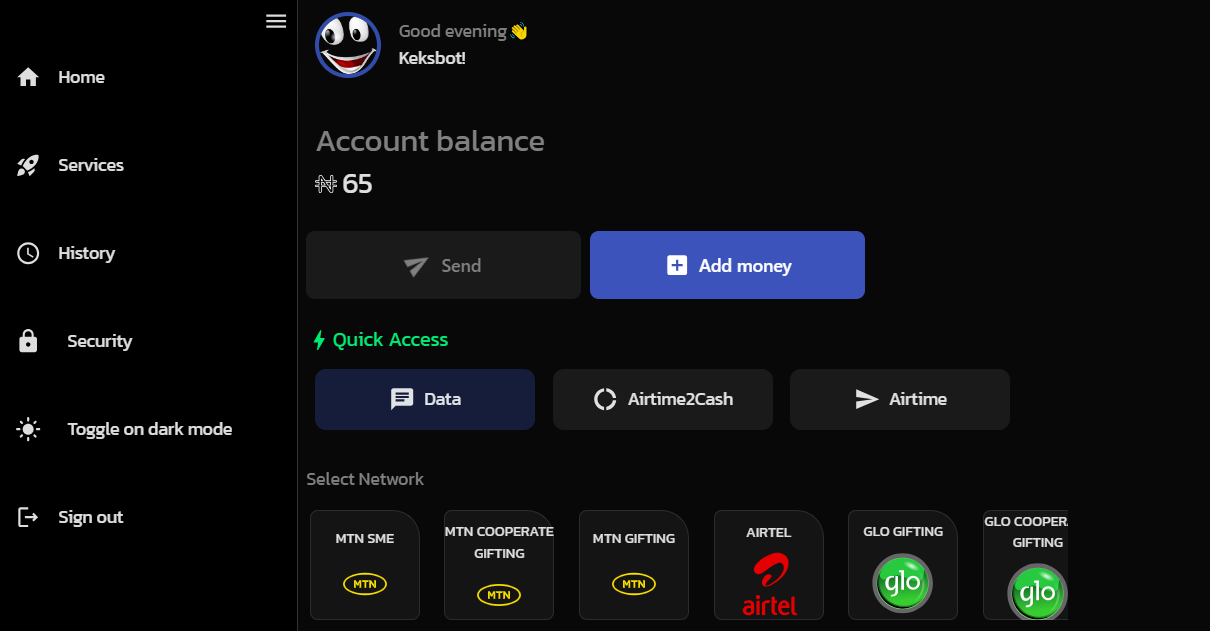 Good evening👋
Keksbot!
Home
Services
History
Security
Toggle on dark mode
Sign out
Account balance
₦ 65
Send
Add money
Quick Access
Data
Airtime2Cash
Airtime
Select Network
MTN SME
MTN
MTN COOPERATE
GIFTING
MTN
MTN GIFTING
MTN
AIRTEL
airtel
GLO GIFTING
glo
GLO COOPER
GIFTING
glo